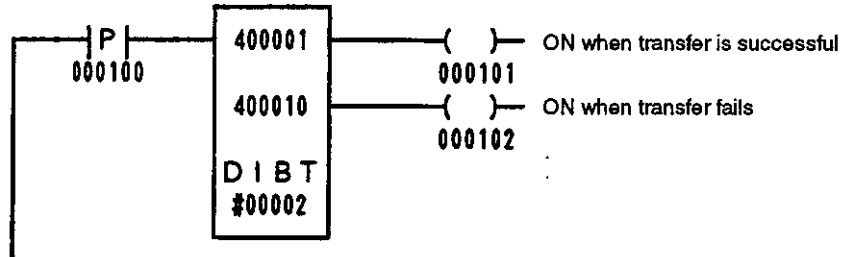 P 400001 ON when transfer is successful
000100 000101
400010 ON when transfer fails
000102
DIBT
#00002